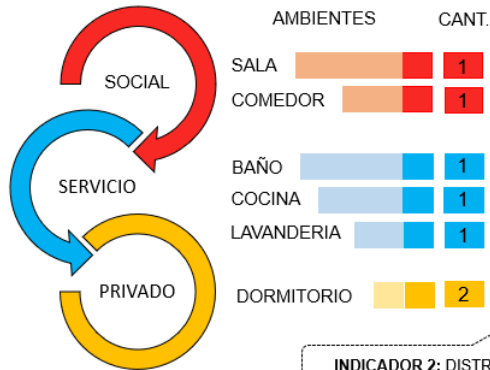 AMBIENTES CANT.
SOCIAL
SALA 1
COMEDOR 1
SERVICIO
BAÑO 1
COCINA 1
LAVANDERIA 1
PRIVADO
DORMITORIO 2
INDICADOR 2: DISTR